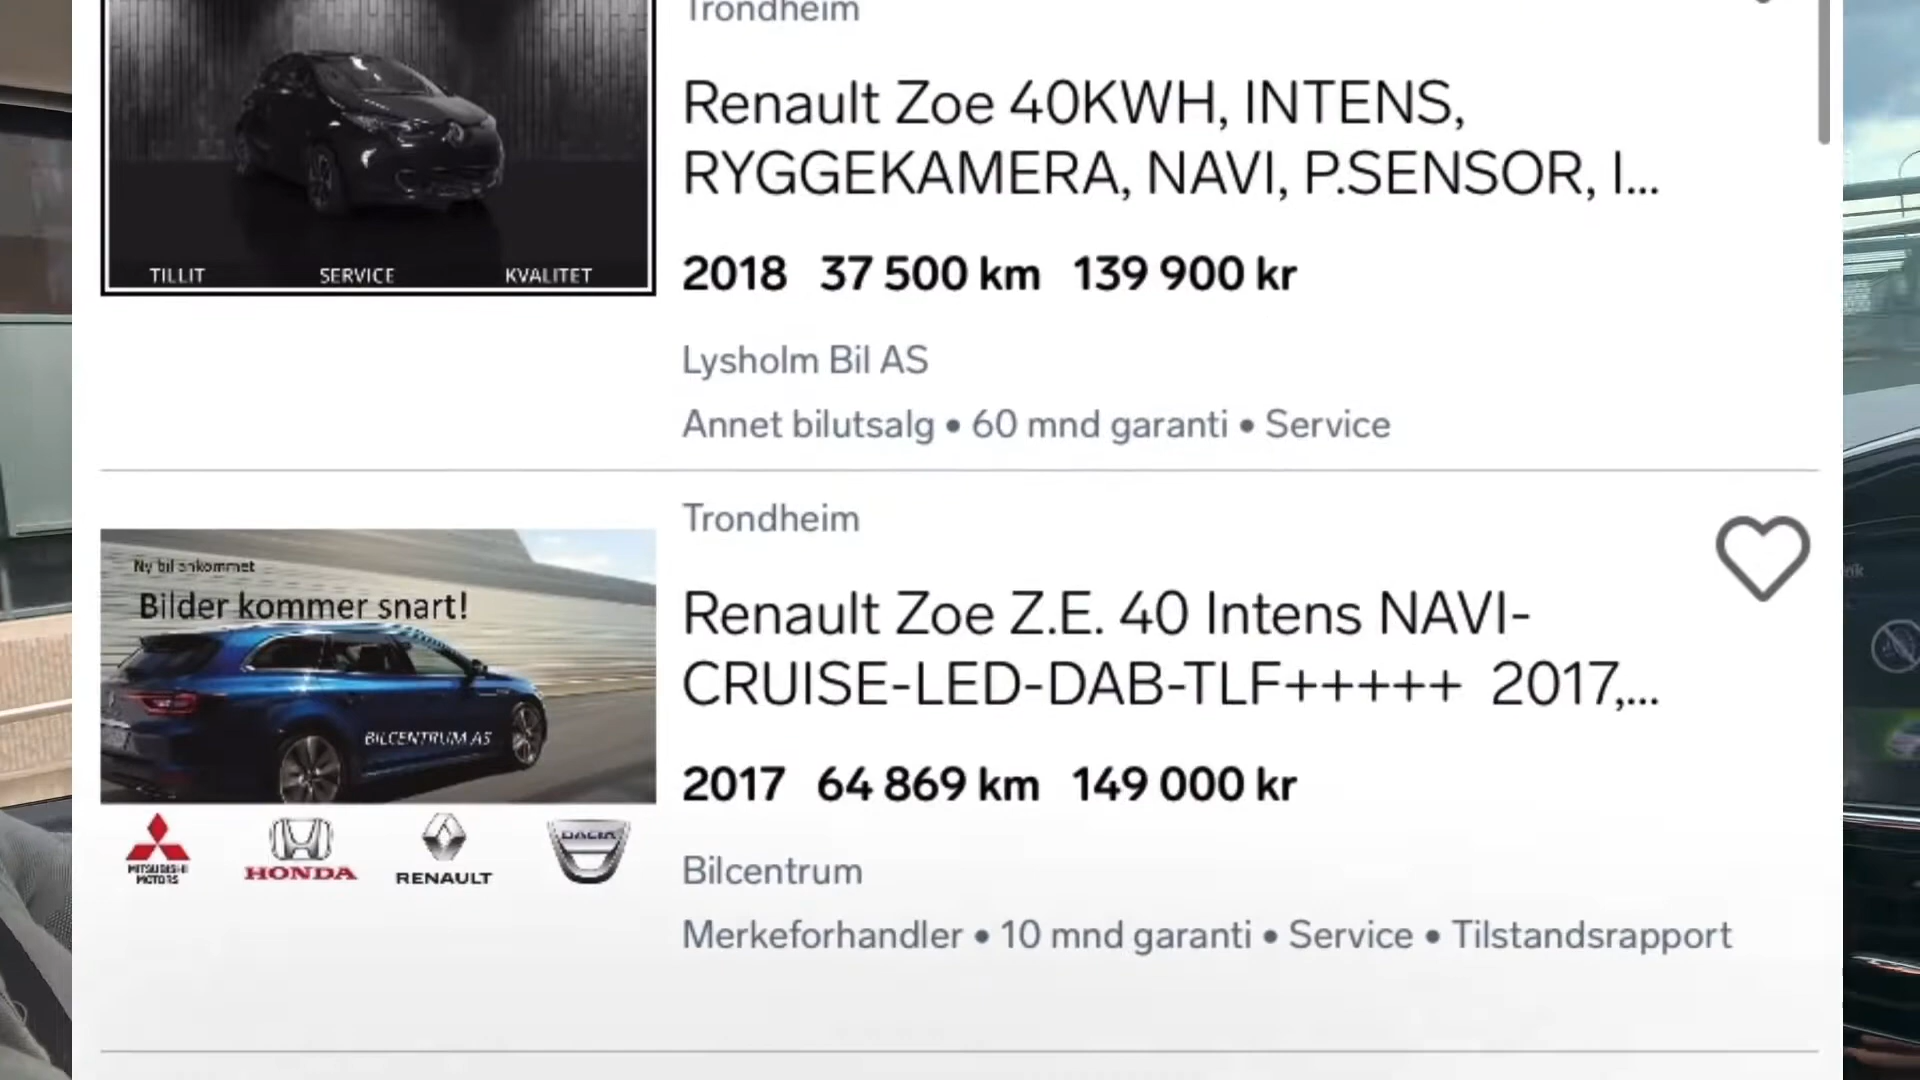 Trondheim
Renault Zoe 40KWH, INTENS,
RYGGEKAMERA, NAVI, P.SENSOR, I...
2018 37 500 km 139 900 kr
TILLIT SERVICE KVALITET
Lysholm Bil AS
Annet bilutsalg • 60 mnd garanti • Service
Trondheim
Ny bil ankommet
Bilder kommer snart!
BILCENTRUM AS
Renault Zoe Z.E. 40 Intens NAVI-
CRUISE-LED-DAB-TLF+++++ 2017,...
2017 64 869 km 149 000 kr
MITSUBISHI
MOTORS
HONDA
RENAULT
DACIA
Bilcentrum
Merkeforhandler • 10 mnd garanti • Service • Tilstandsrapport